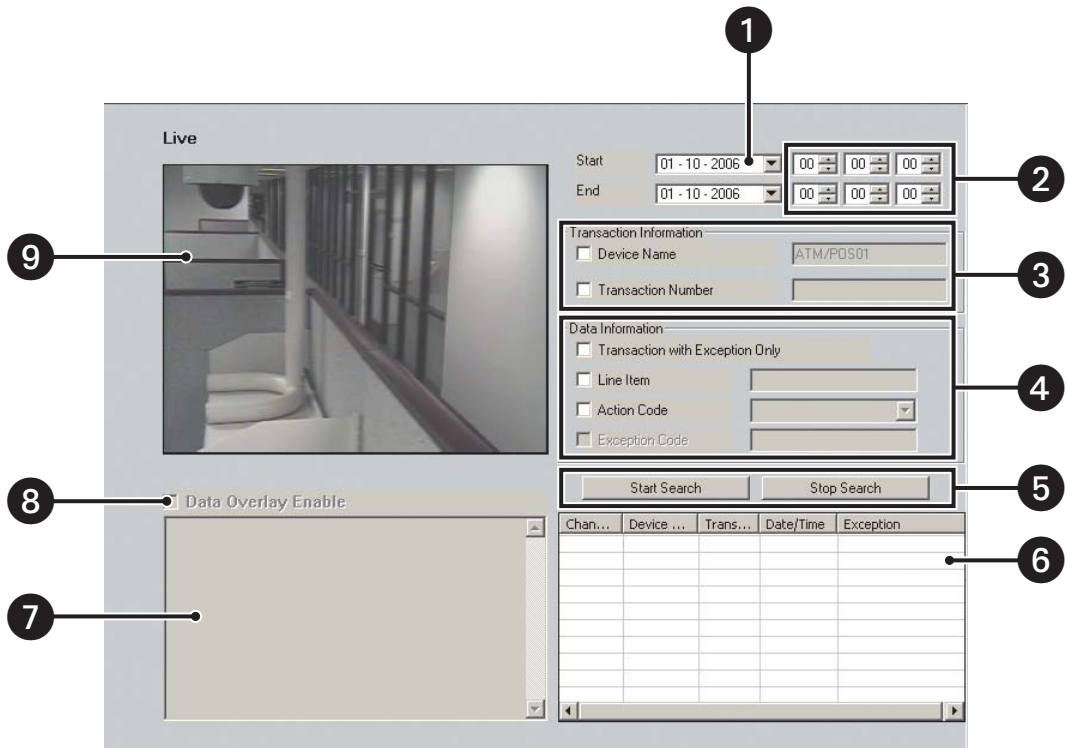 1
Live
Start 01 - 10 - 2006 00 00 00
2
End 01 - 10 - 2006 00 00 00
Transaction Information
9
Device Name ATM/POS01
3
Transaction Number
Data Information
Transaction with Exception Only
Line Item
4
Action Code
Exception Code
Start Search Stop Search
5
8
Data Overlay Enable
Chan... Device ... Trans... Date/Time Exception
6
7